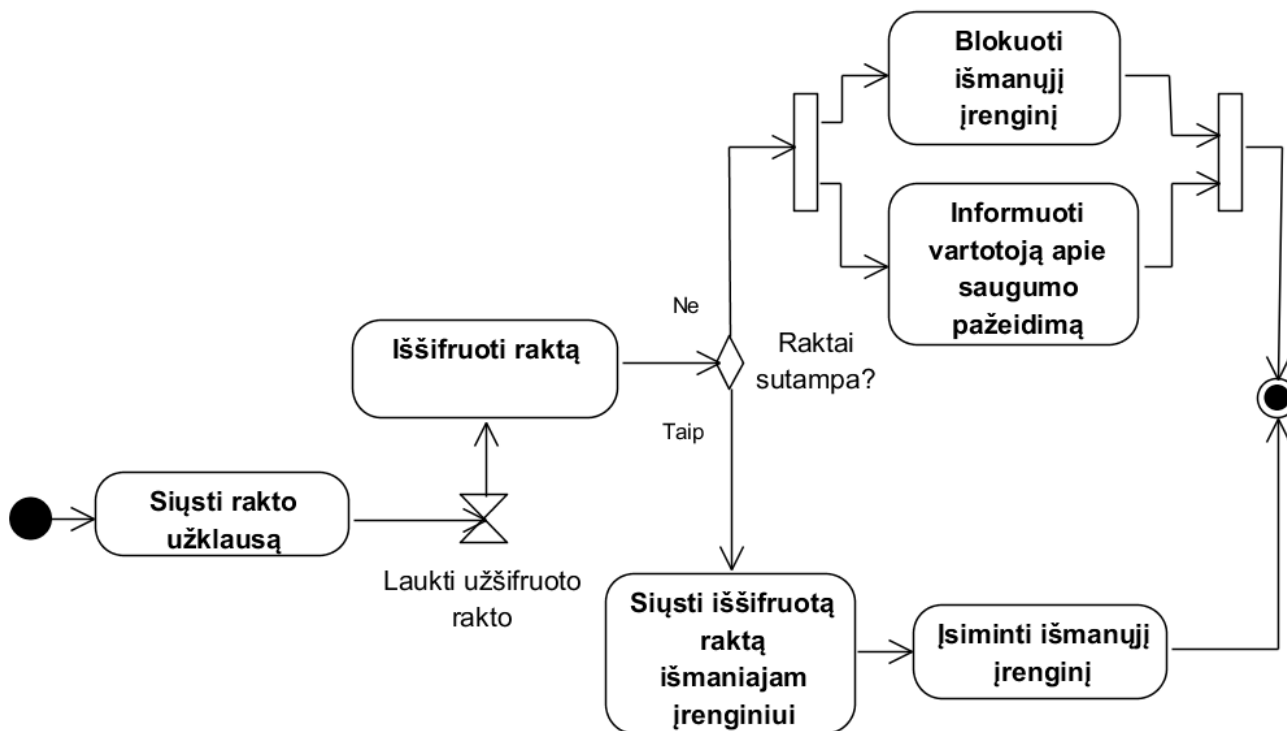 Blokuoti
išmanųjį
įrenginį
Informuoti
vartotoją apie
saugumo
pažeidimą
Ne
Iššifruoti raktą
Raktai
sutampa?
Taip
Siųsti rakto
užklausą
Laukti užšifruoto
rakto
Siųsti iššifruotą
raktą
išmaniajam
įrenginiui
Įsiminti išmanųjį
įrenginį